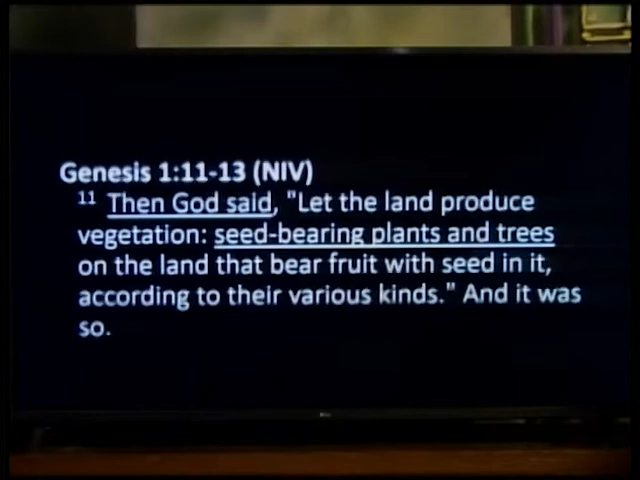 Genesis 1:11-13 (NIV)
11 Then God said, "Let the land produce
vegetation: seed-bearing plants and trees
on the land that bear fruit with seed in it,
according to their various kinds." And it was
so.